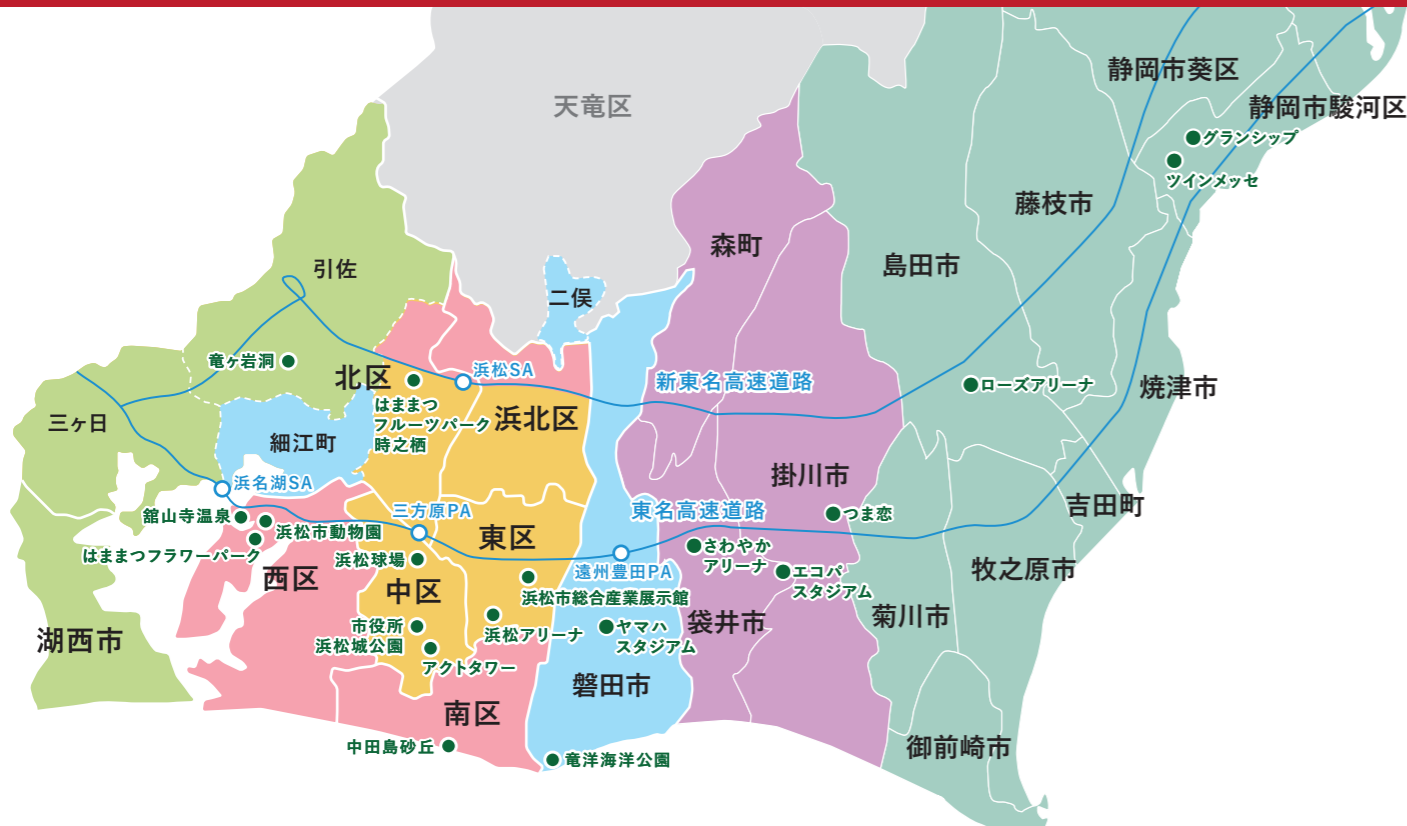 静岡市葵区
天竜区
静岡市駿河区
グランシップ
ツインメッセ
藤枝市
森町
島田市
引佐
二俣
竜ヶ岩洞
北区
浜松SA
新東名高速道路
ローズアリーナ
焼津市
はままつ
フルーツパーク
時之栖
浜北区
三ヶ日
細江町
掛川市
浜名湖SA
三方原PA
東名高速道路
吉田町
舘山寺温泉
浜松市動物園
はままつフラワーパーク
東区
つま恋
さわやか
アリーナ
浜松球場
西区
中区
遠州豊田PA
エコパ
スタジアム
牧之原市
浜松市総合産業展示館
菊川市
市役所
浜松城公園
浜松アリーナ
ヤマハ
スタジアム
袋井市
湖西市
アクトタワー
磐田市
南区
中田島砂丘
竜洋海洋公園
御前崎市